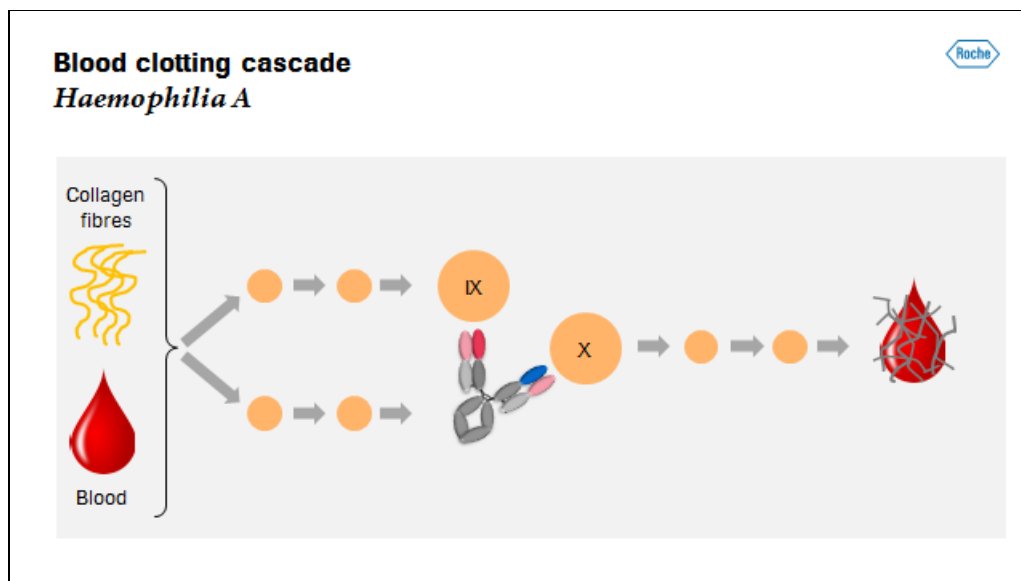 Blood clotting cascade
Haemophilia A
Roche
Collagen
fibres
IX
X
Blood